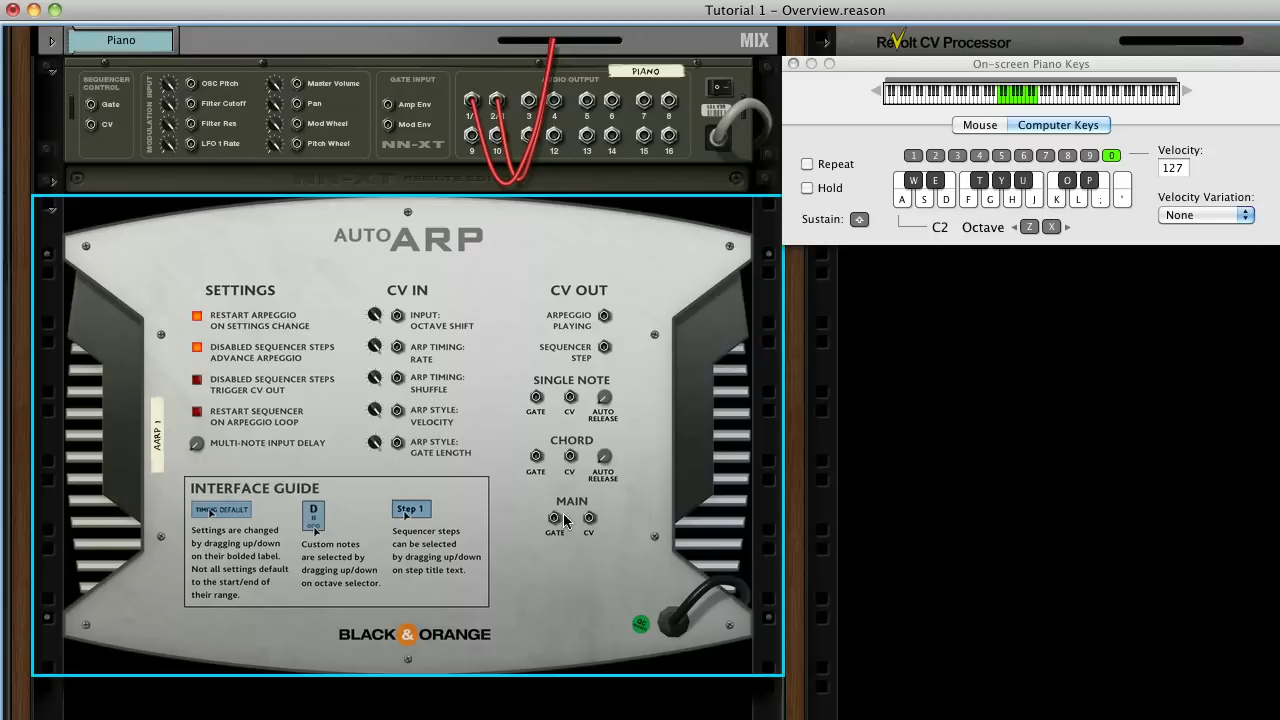 Tutorial 1 - Overview.reason
Piano
MIX
ReVolt CV Processor
SEQUENCER
CONTROL
Gate
CV
MODULATION INPUT
OSC Pitch
Filter Cutoff
Filter Res
LFO 1 Rate
Master Volume
Pan
Mod Wheel
Pitch Wheel
GATE INPUT
Amp Env
Mod Env
NN-XT
PIANO
AUDIO OUTPUT
3 4 5 6 7 8
9 10 12 13 14 15 16
On-screen Piano Keys
Mouse
Computer Keys
Repeat
Hold
Sustain:
1 2 3 4 5 6 7 8 9 0
W E T Y U O P
A S D F G H J K L ; '
C2 Octave Z X
Velocity:
127
Velocity Variation:
None
AUTO ARP
SETTINGS
RESTART ARPEGGIO
ON SETTINGS CHANGE
DISABLED SEQUENCER STEPS
ADVANCE ARPEGGIO
DISABLED SEQUENCER STEPS
TRIGGER CV OUT
RESTART SEQUENCER
ON ARPEGGIO LOOP
MULTI-NOTE INPUT DELAY
CV IN
INPUT:
OCTAVE SHIFT
ARP TIMING:
RATE
ARP TIMING:
SHUFFLE
ARP STYLE:
VELOCITY
ARP STYLE:
GATE LENGTH
CV OUT
ARPEGGIO
PLAYING
SEQUENCER
STEP
SINGLE NOTE
GATE CV AUTO
RELEASE
CHORD
GATE CV AUTO
RELEASE
MAIN
GATE CV
AARP 1
INTERFACE GUIDE
TIMING DEFAULT
Settings are changed
by dragging up/down
on their bolded label.
Not all settings default
to the start/end of
their range.
D
Custom notes
are selected by
dragging up/down
on octave selector.
Step 1
Sequencer steps
can be selected
by dragging up/down
on step title text.
BLACK & ORANGE